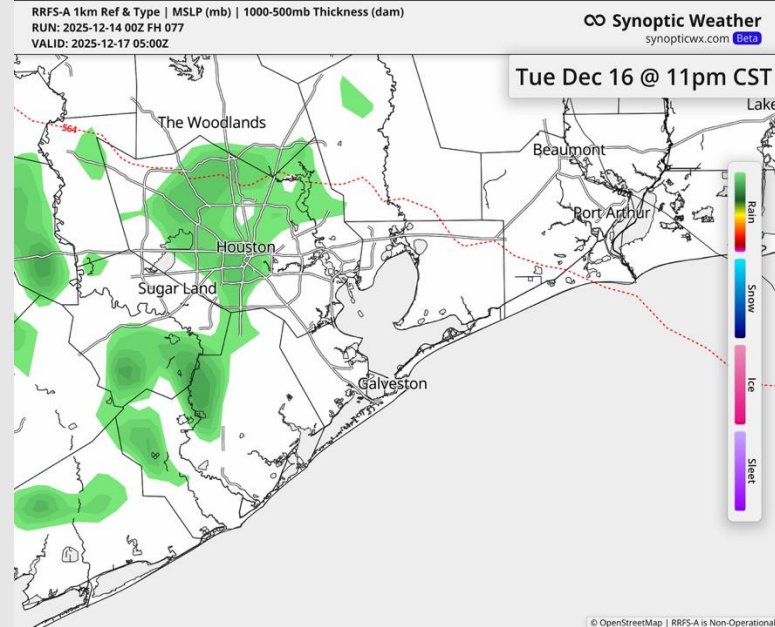 RRFS-A 1km Ref & Type | MSLP (mb) | 1000-500mb Thickness (dam)
RUN: 2025-12-14 00Z FH 077
VALID: 2025-12-17 05:00Z
Synoptic Weather
synopticwx.com Beta
Tue Dec 16 @ 11pm CST
Lake
The Woodlands
564
Beaumont
Port Arthur
Houston
Sugar Land
Galveston
Rain
Snow
Ice
Sleet
© OpenStreetMap | RRFS-A is Non-Operational